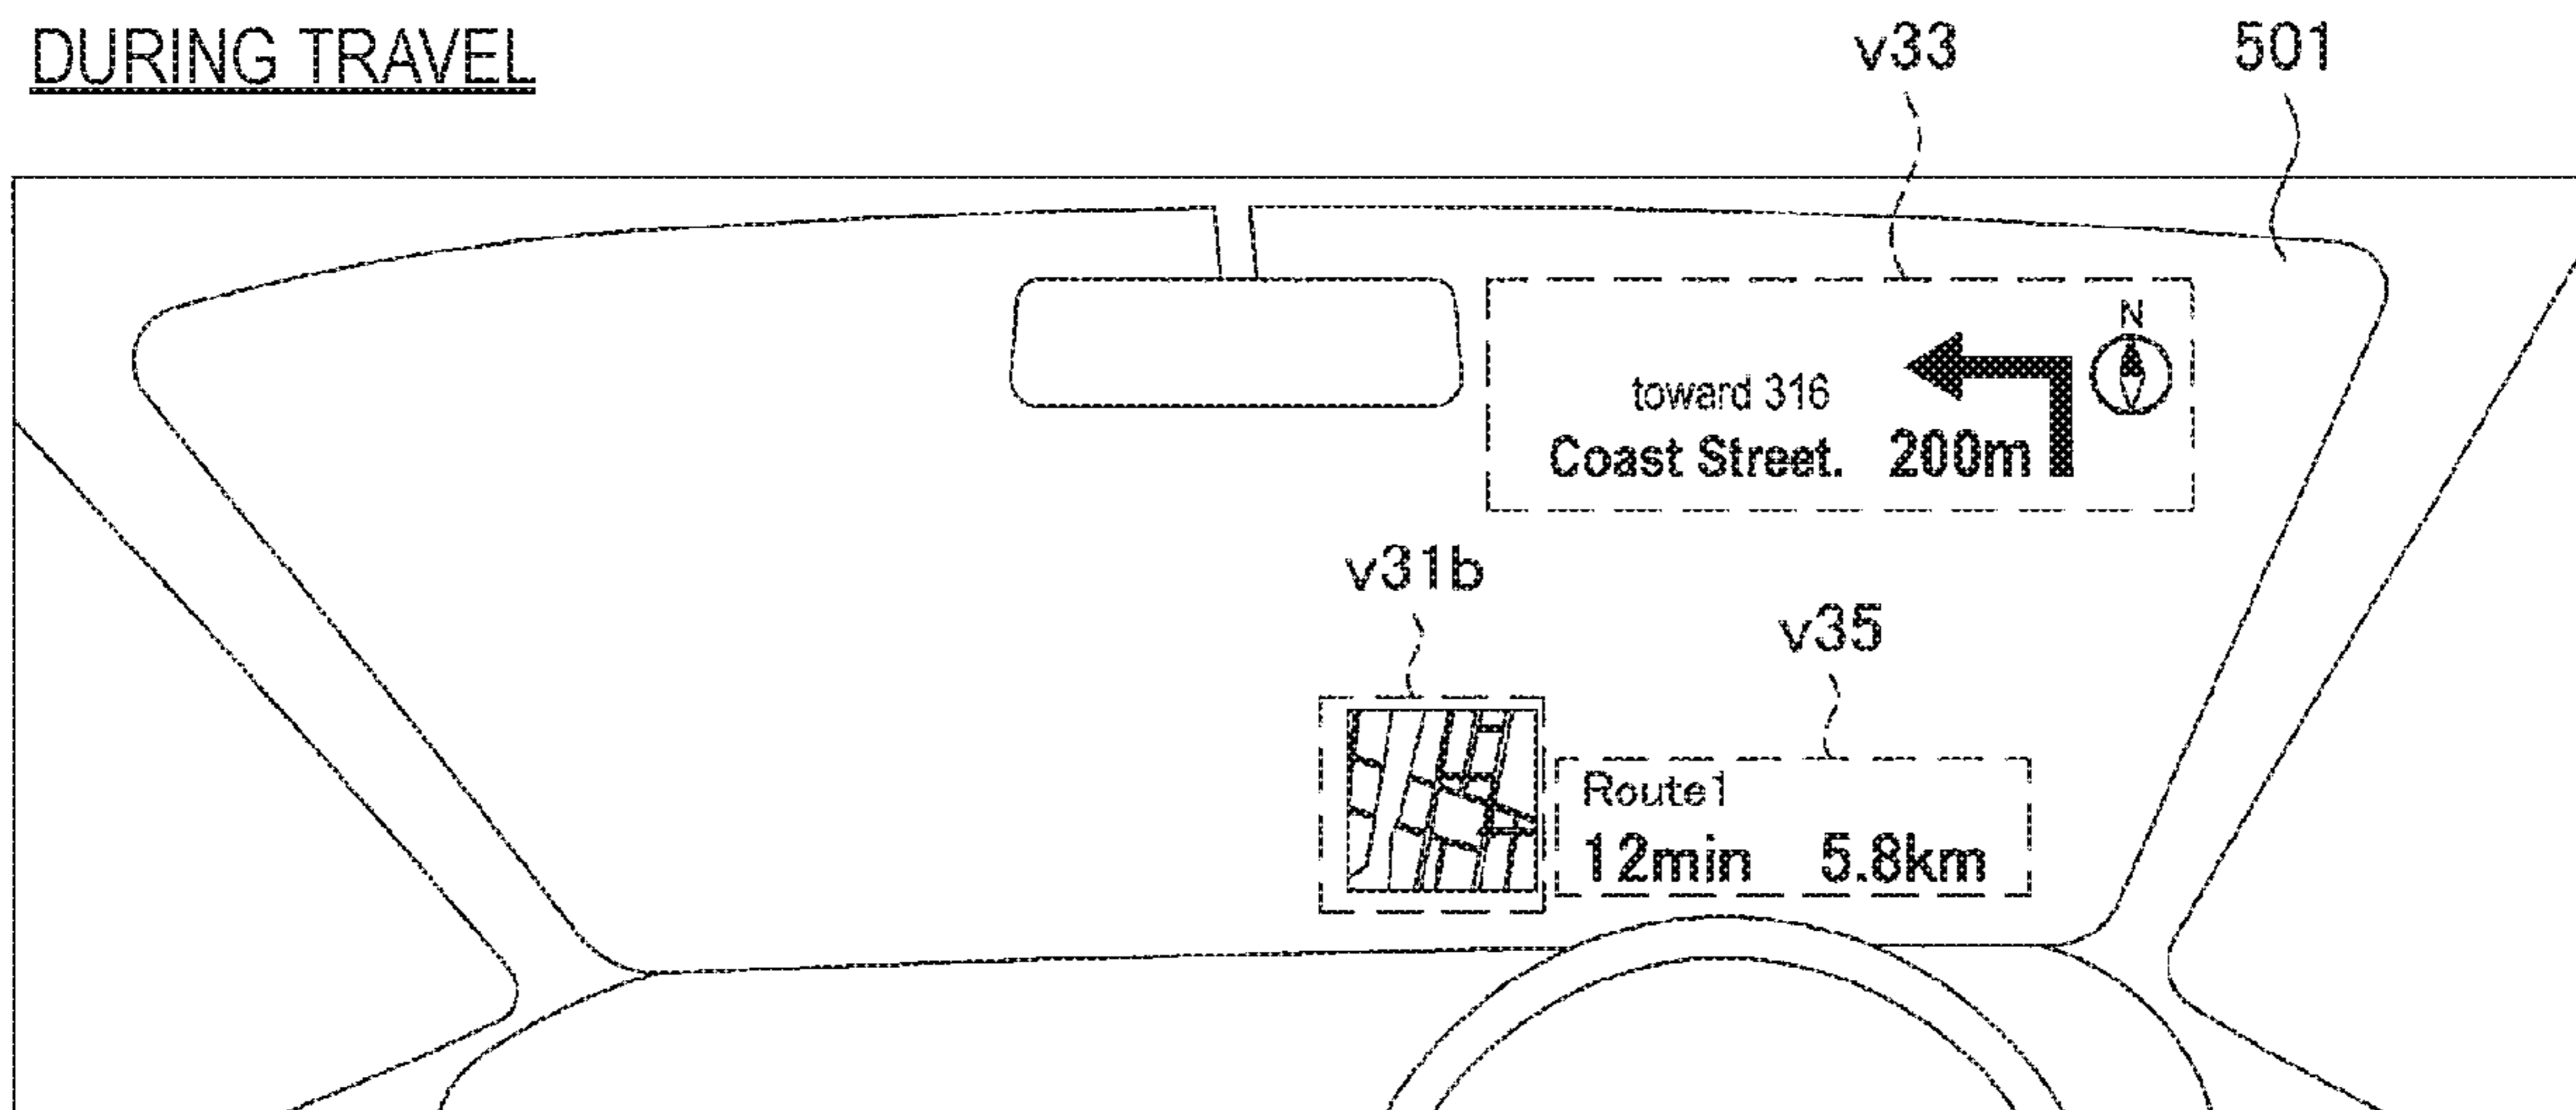 DURING TRAVEL
v33
501
N
toward 316
Coast Street. 200m
v31b
v35
Route1
12min 5.8km